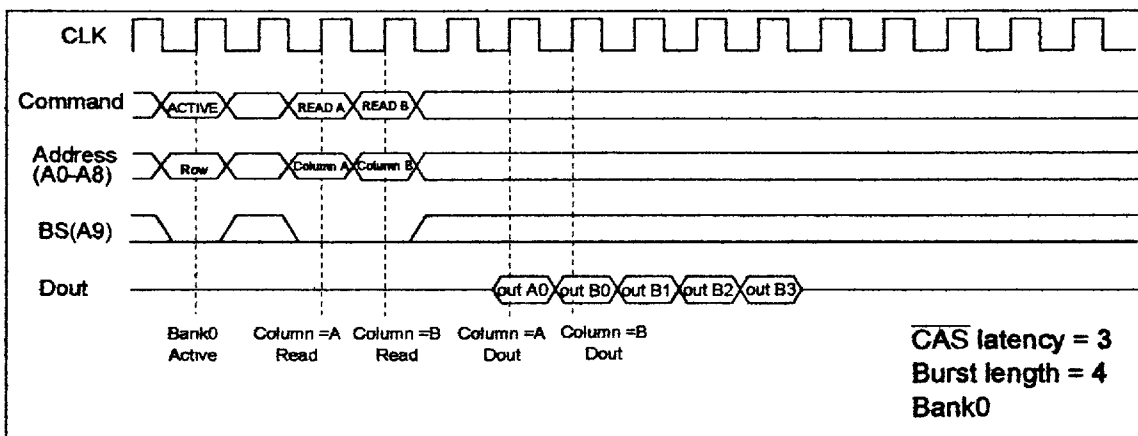 CLK
Command
ACTIVE
READ A
READ B
Address
(A0-A8)
Row
Column A
Column B
BS(A9)
Dout
out A0
out B0
out B1
out B2
out B3
Bank0
Active
Column =A
Read
Column =B
Read
Column =A
Dout
Column =B
Dout
C̅A̅S̅ latency = 3
Burst length = 4
Bank0